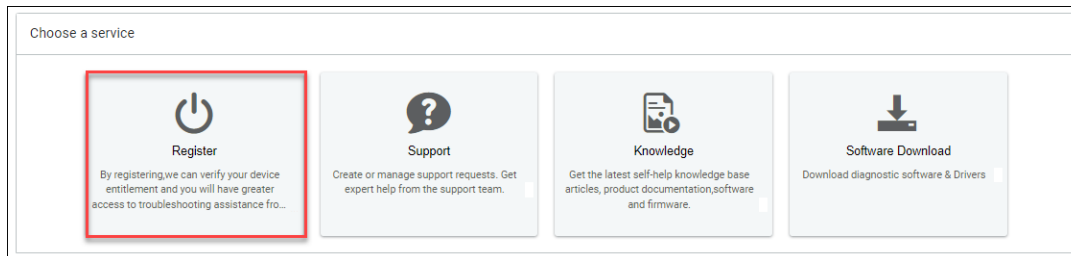 Choose a service
Register
By registering,we can verify your device
entitlement and you will have greater
access to troubleshooting assistance fro...
Support
Create or manage support requests. Get
expert help from the support team.
Knowledge
Get the latest self-help knowledge base
articles, product documentation,software
and firmware.
Software Download
Download diagnostic software & Drivers